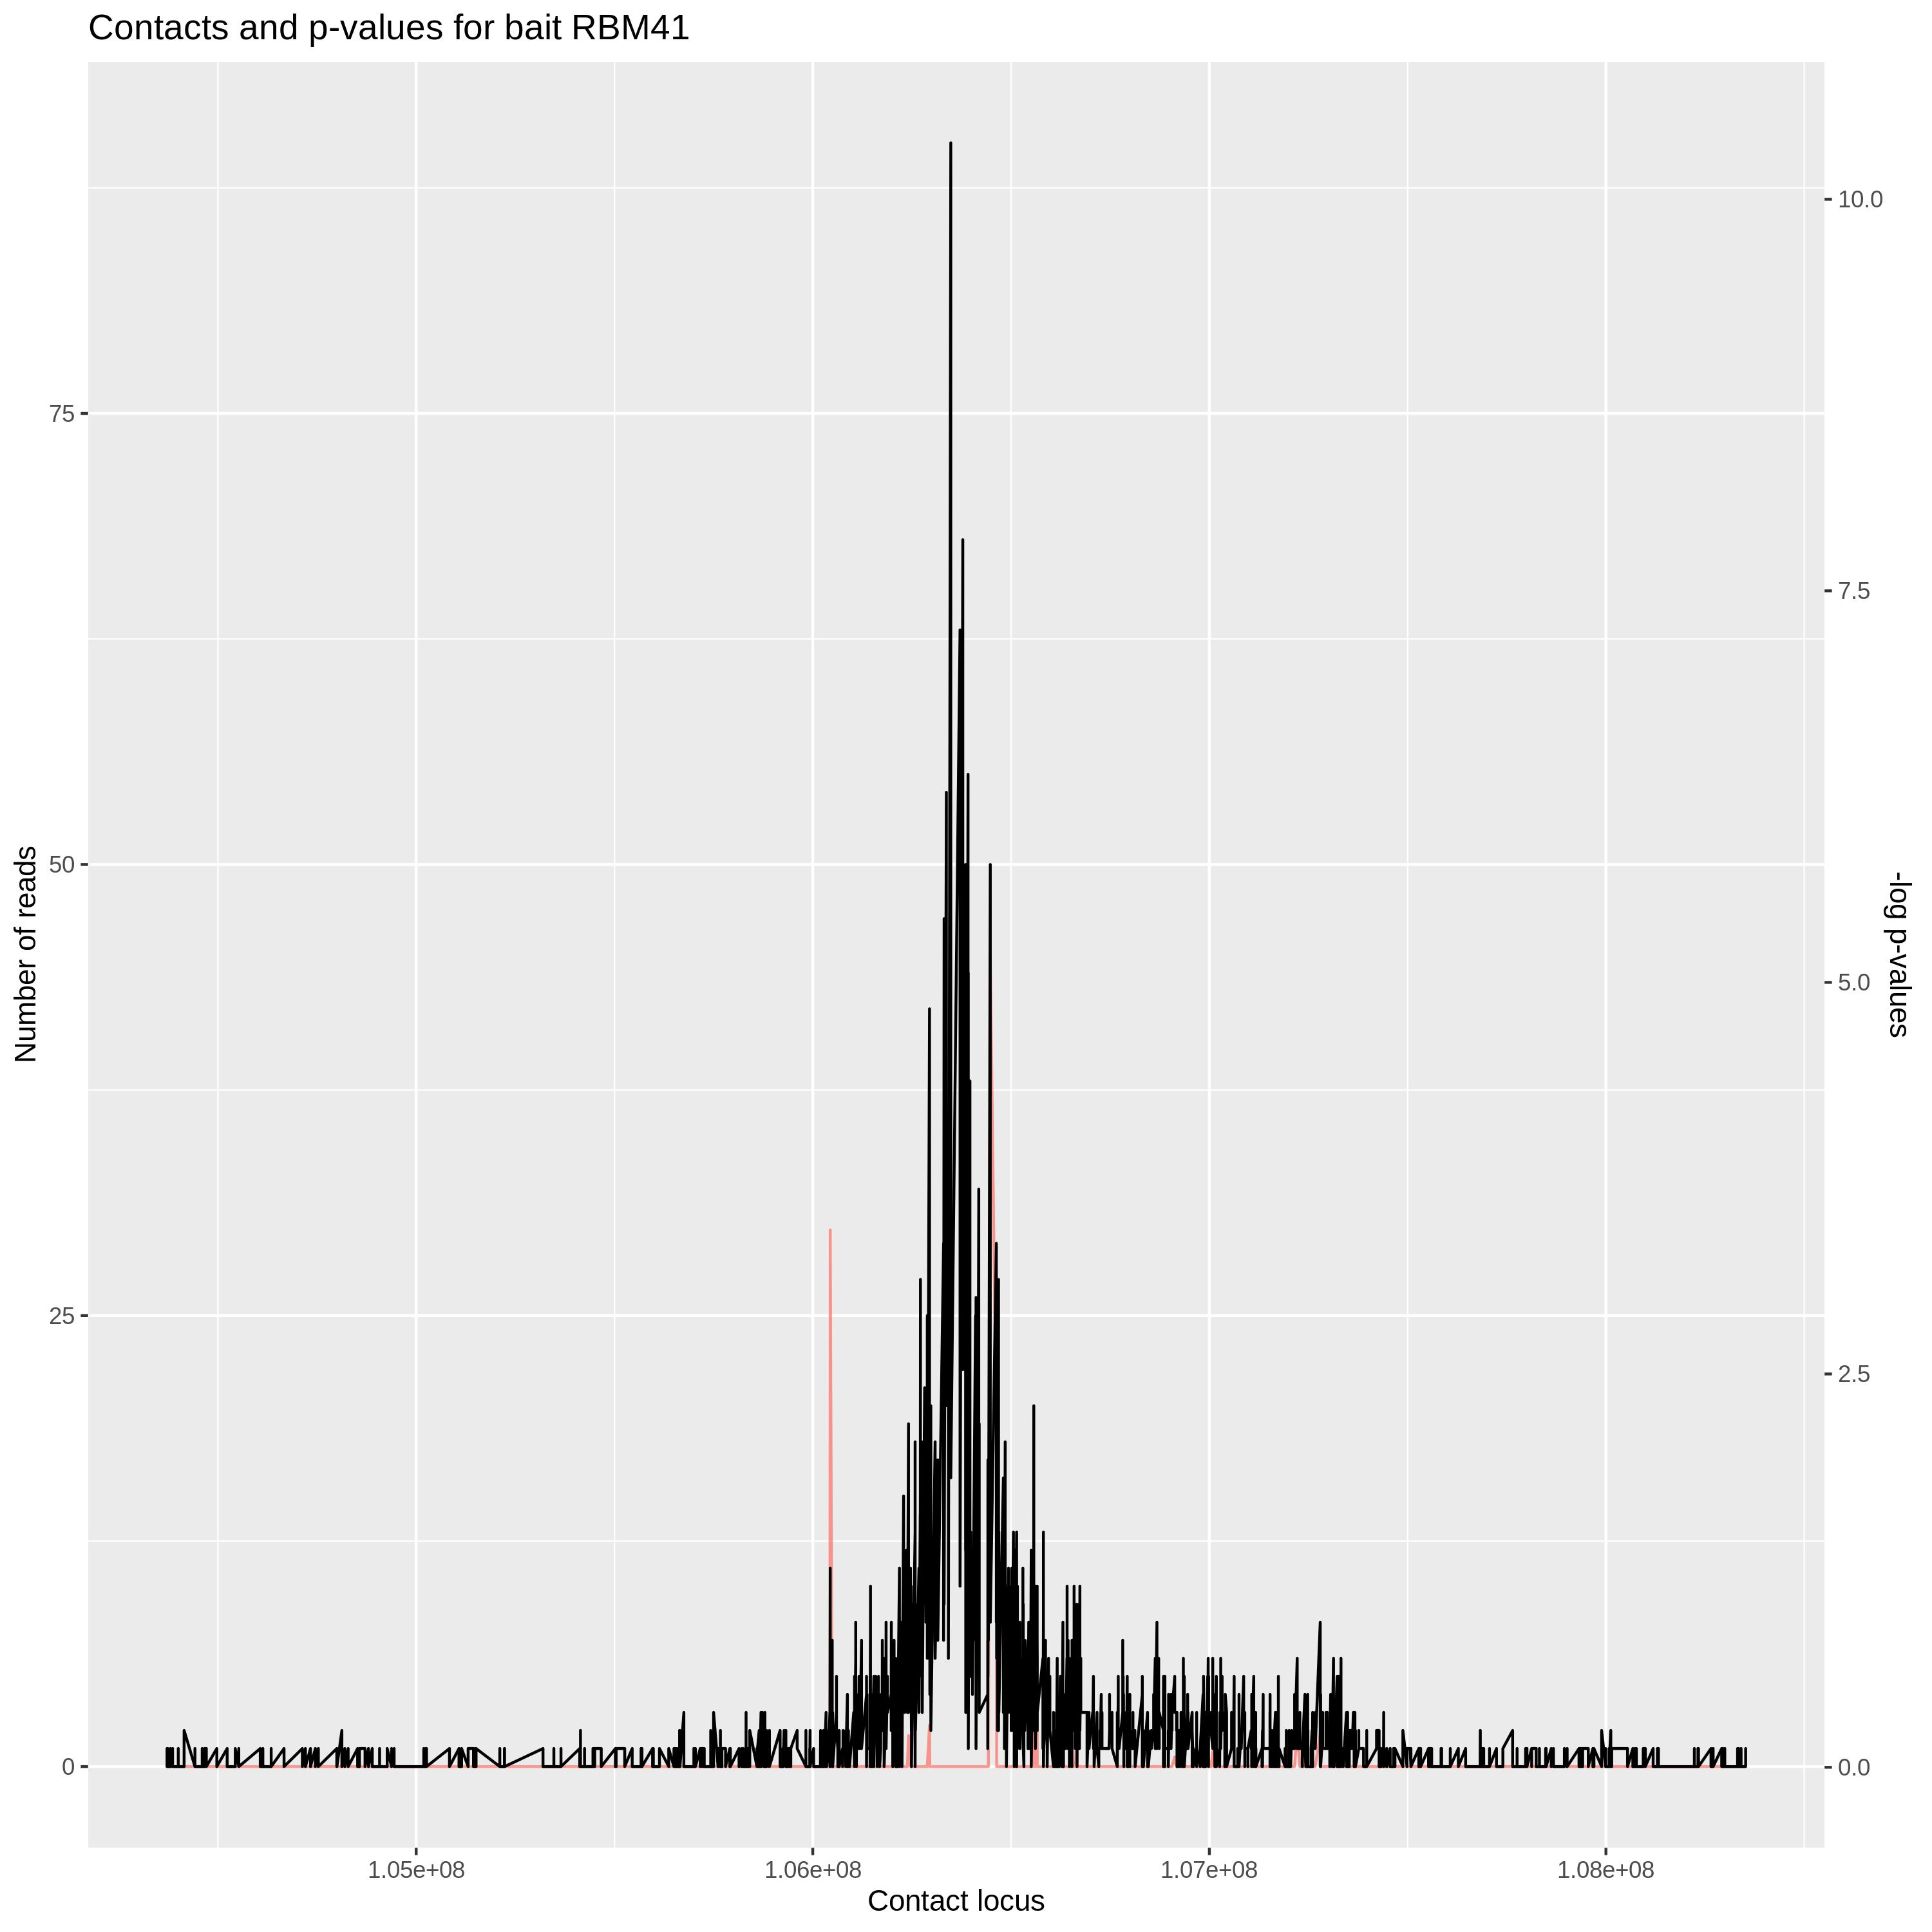 Contacts and p-values for bait RBM41
Number of reads
75
50
25
0
10.0
7.5
5.0
2.5
0.0
-log p-values
1.05e+08
1.06e+08
1.07e+08
1.08e+08
Contact locus